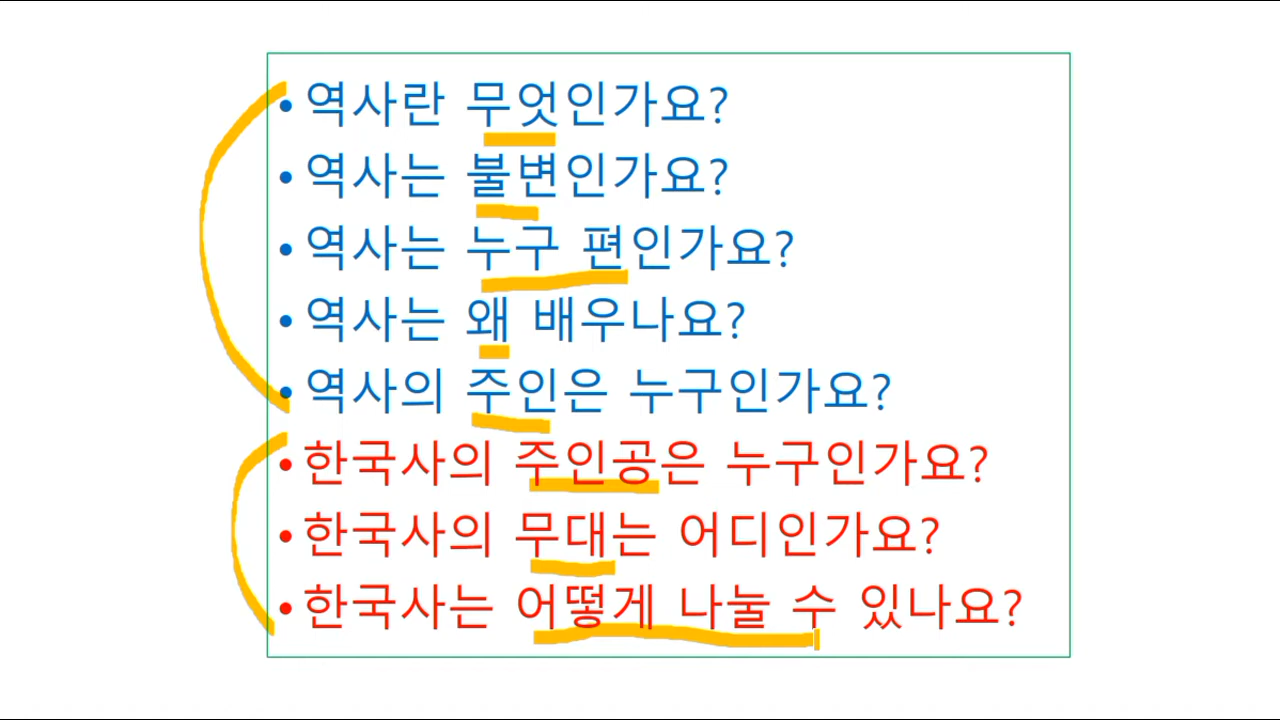 • 역사란 무엇인가요?
• 역사는 불변인가요?
• 역사는 누구 편인가요?
• 역사는 왜 배우나요?
• 역사의 주인은 누구인가요?
• 한국사의 주인공은 누구인가요?
• 한국사의 무대는 어디인가요?
• 한국사는 어떻게 나눌 수 있나요?